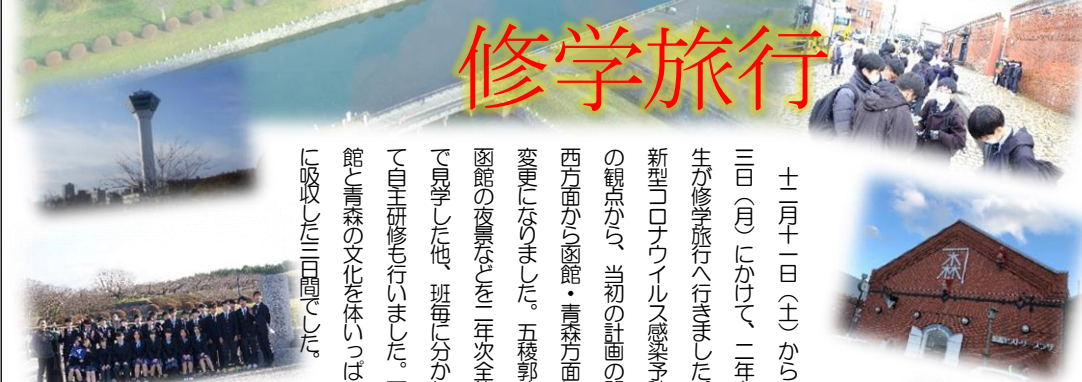 修学旅行
十二月十一日（土）から
三日（月）にかけて、二年
生が修学旅行へ行きました
新型コロナウイルス感染予
の観点から、当初の計画の
西方面から函館・青森方面
変更になりました。五稜郭
函館の夜景などを二年次全
で見学した他、班毎に分か
て自主研修も行いました。
館と青森の文化を体いっぱ
に吸収した三日間でした。
森